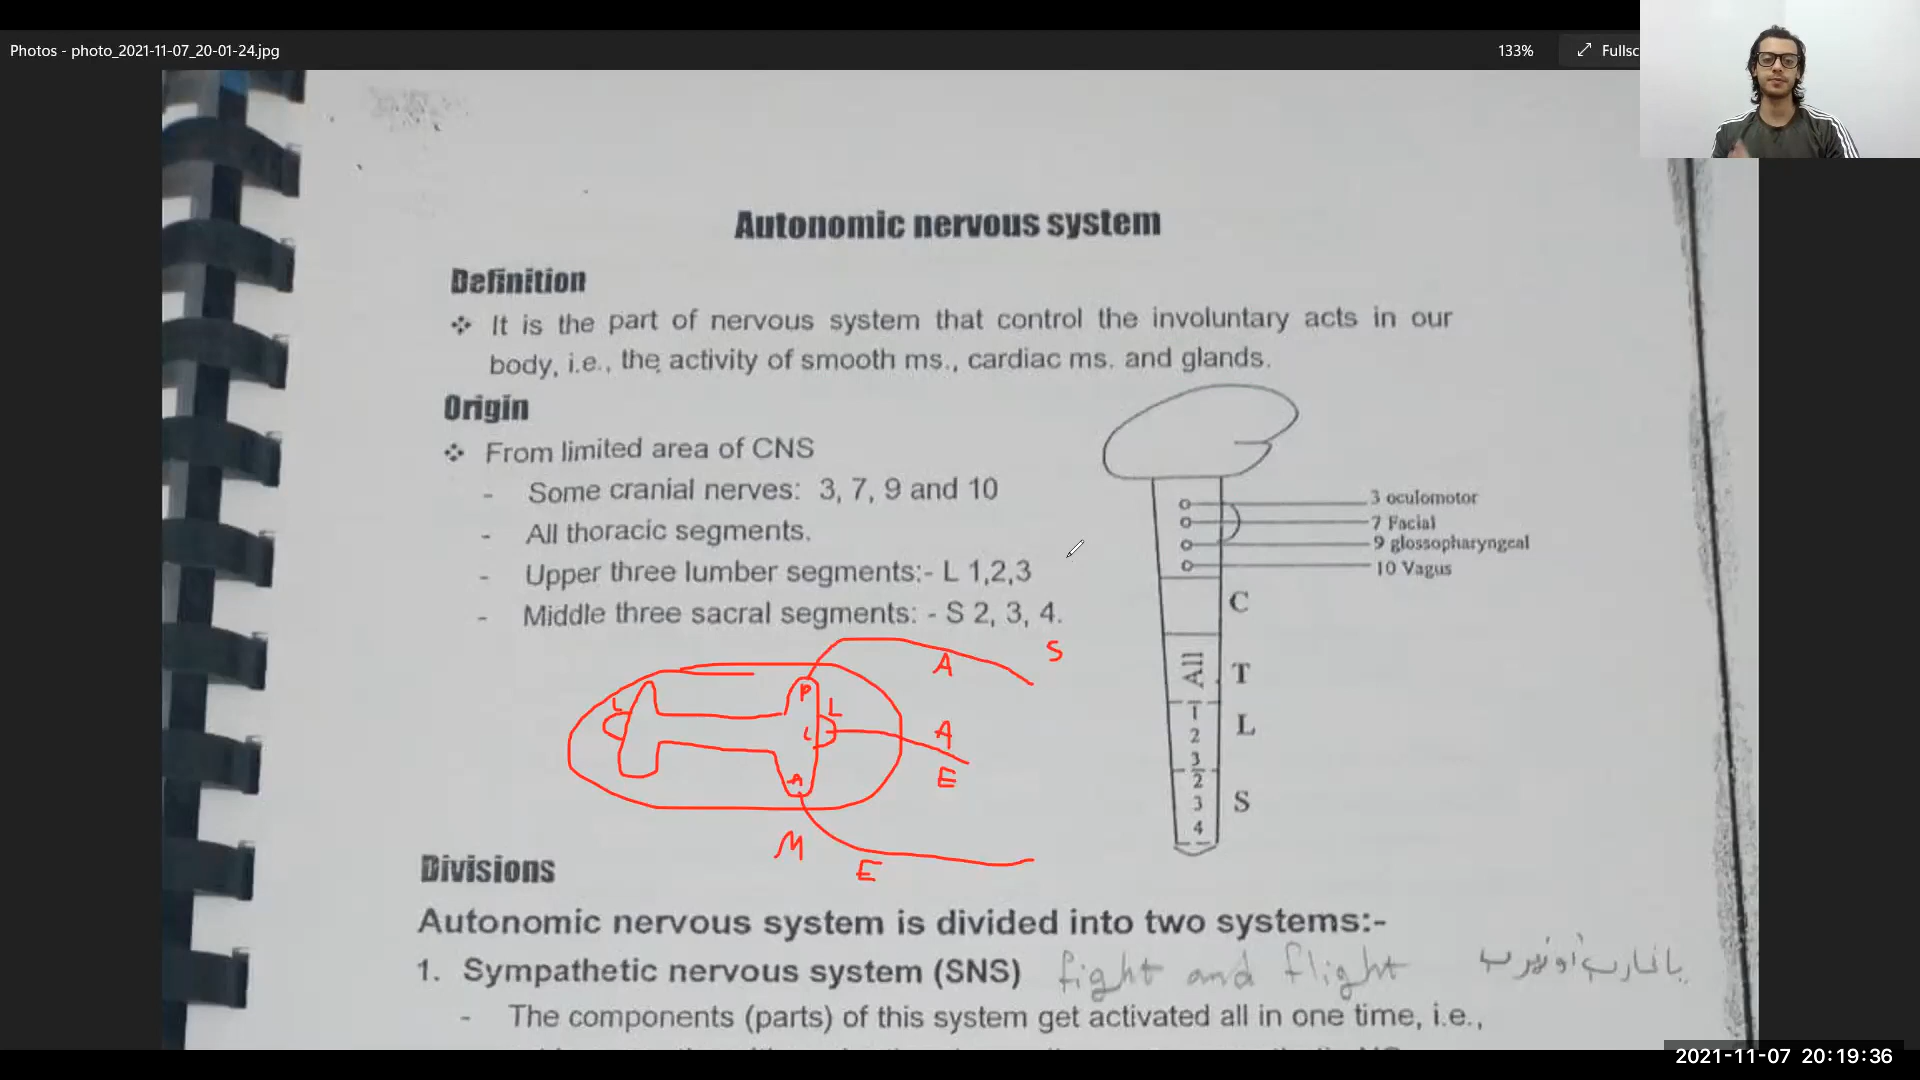 Photos - photo_2021-11-07_20-01-24.jpg
133%
Fullsc
Autonomic nervous system
Definition
❖ It is the part of nervous system that control the involuntary acts in our
body, i.e., the activity of smooth ms., cardiac ms. and glands.
Origin
❖ From limited area of CNS
- Some cranial nerves: 3, 7, 9 and 10
- All thoracic segments.
- Upper three lumber segments:- L 1,2,3
- Middle three sacral segments: - S 2, 3, 4.
3 oculomotor
7 Facial
9 glossopharyngeal
10 Vagus
C
All T
1 L
2
3
2
3 S
4
S
A
P
L L
L A
A E
M
E
Divisions
Autonomic nervous system is divided into two systems:-
1. Sympathetic nervous system (SNS) fight and flight
- The components (parts) of this system get activated all in one time, i.e.,
2021-11-07 20:19:36